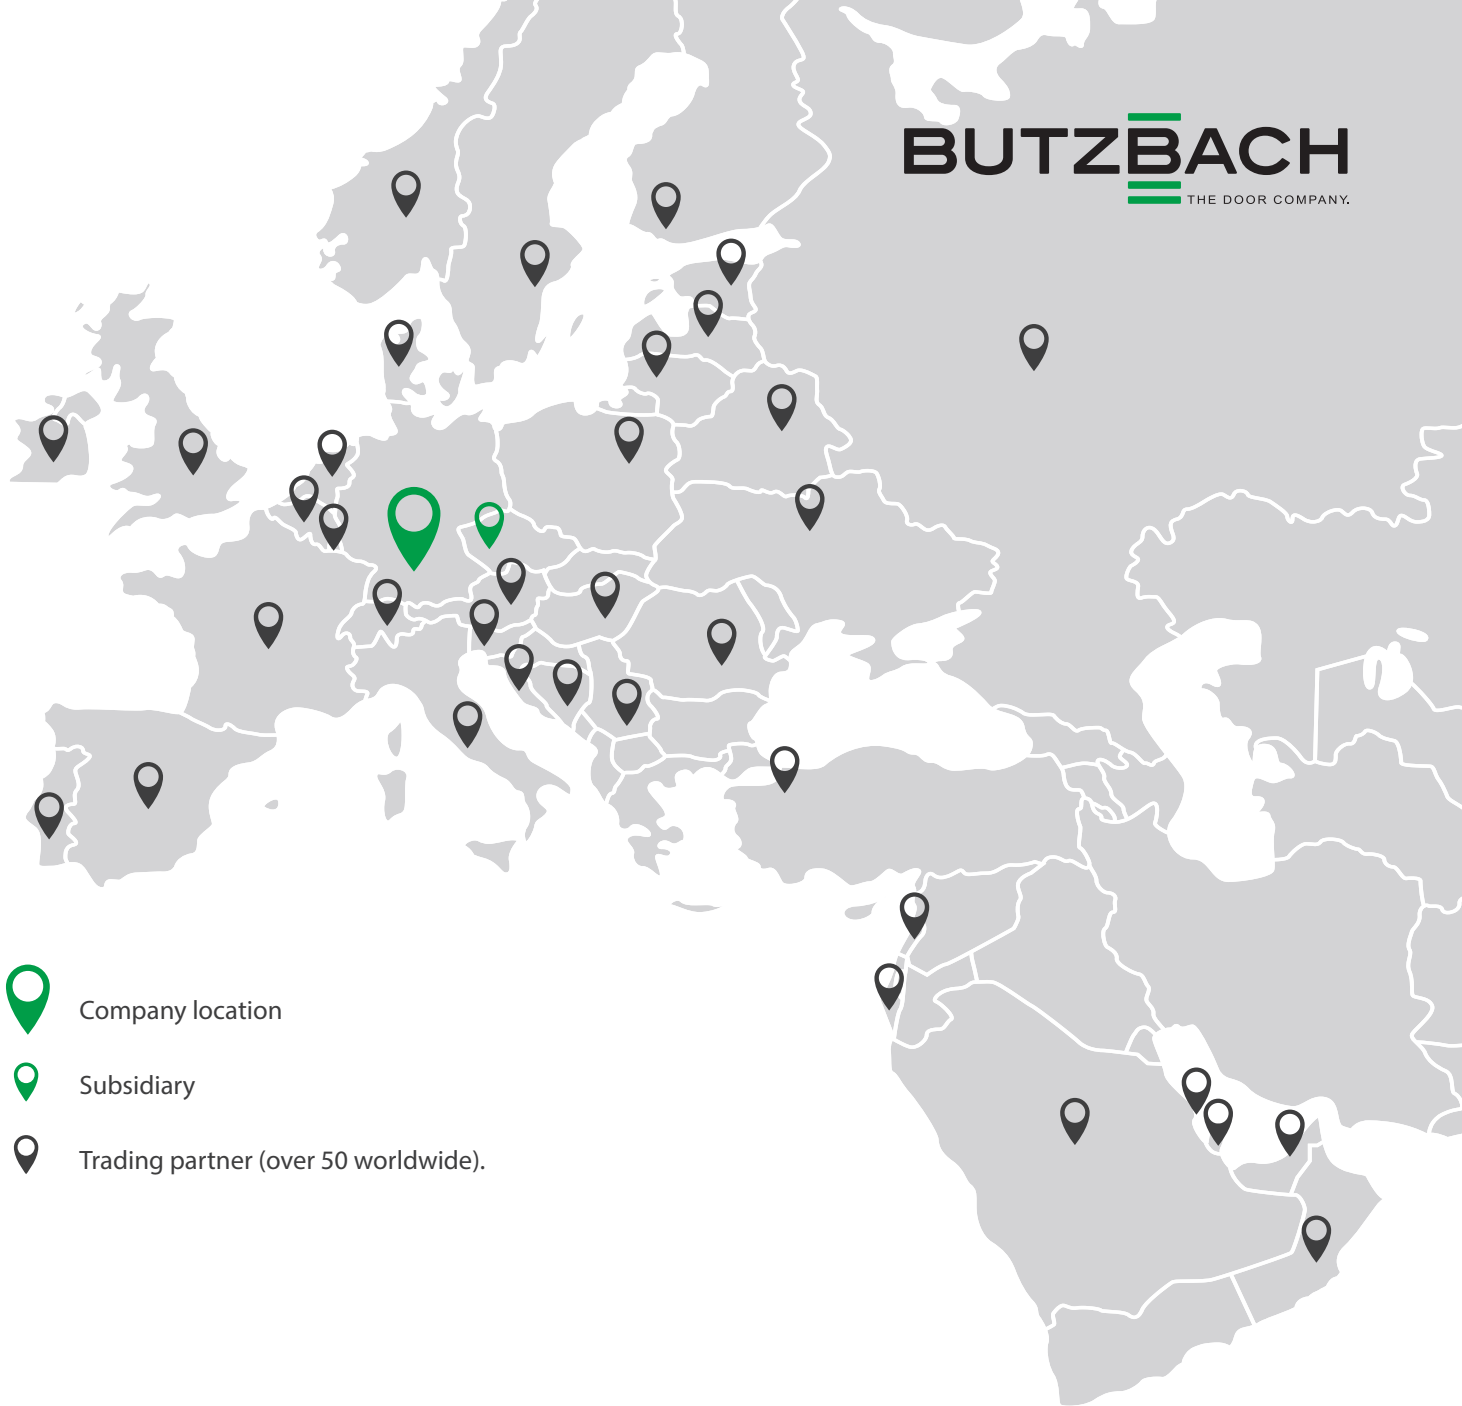 BUTZBACH
THE DOOR COMPANY.
Company location
Subsidiary
Trading partner (over 50 worldwide).